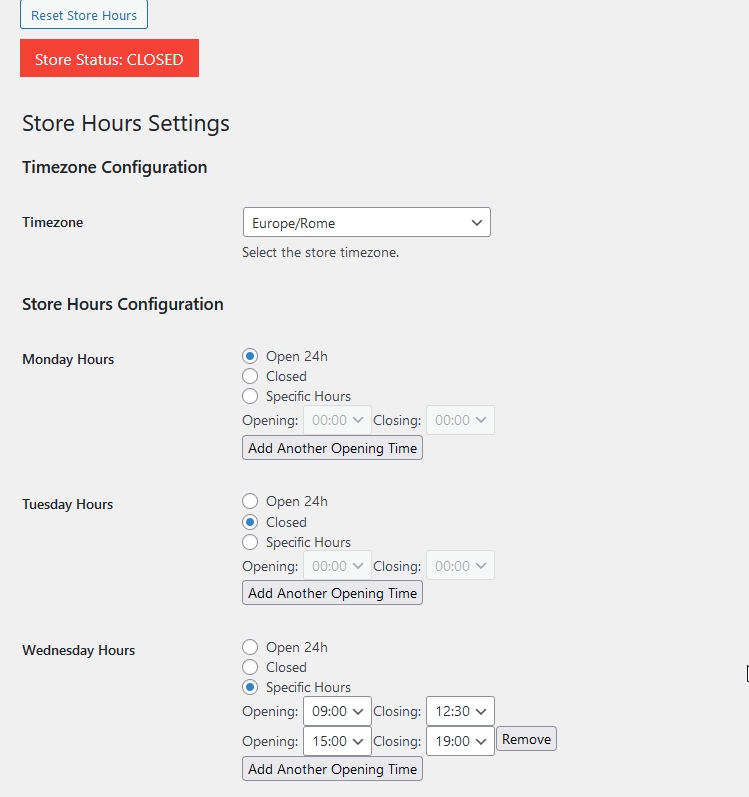 Reset Store Hours
Store Status: CLOSED
Store Hours Settings
Timezone Configuration
Timezone
Europe/Rome
Select the store timezone.
Store Hours Configuration
Monday Hours
Open 24h
Closed
Specific Hours
Opening: 00:00 Closing: 00:00
Add Another Opening Time
Tuesday Hours
Open 24h
Closed
Specific Hours
Opening: 00:00 Closing: 00:00
Add Another Opening Time
Wednesday Hours
Open 24h
Closed
Specific Hours
Opening: 09:00 Closing: 12:30
Opening: 15:00 Closing: 19:00 Remove
Add Another Opening Time